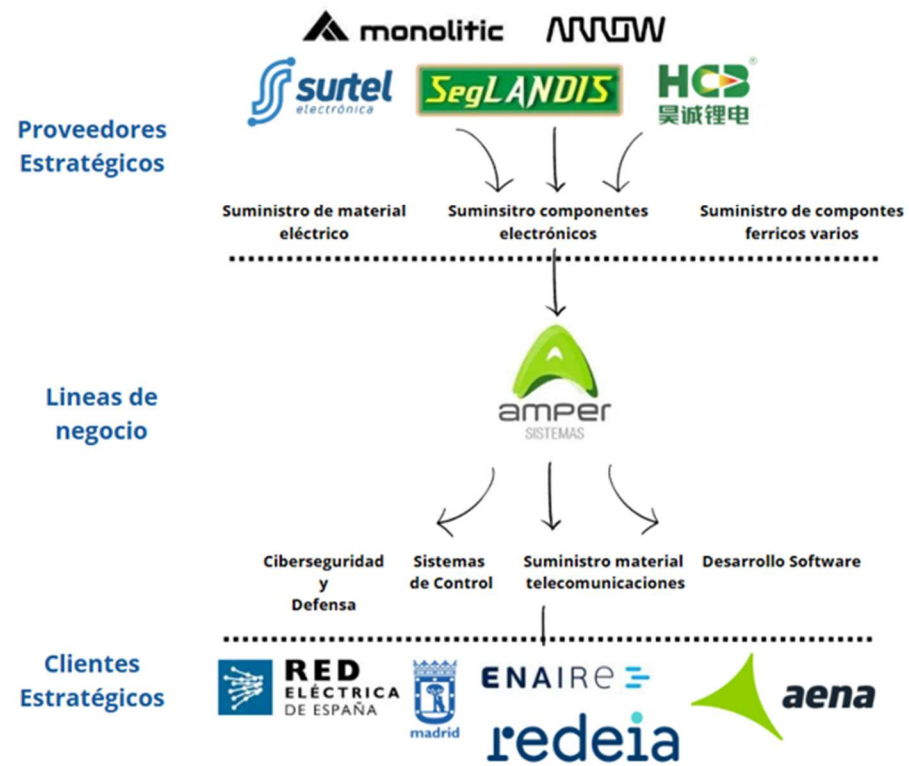 monolitic ARROW
surtel
electrónica
SegLANDIS
HCB®
昊诚锂电
Proveedores
Estratégicos
Suministro de material
eléctrico
Suminsitro componentes
electrónicos
Suministro de compontes
ferricos varios
Lineas de
negocio
amper
SISTEMAS
Ciberseguridad
y
Defensa
Sistemas
de Control
Suministro material
telecomunicaciones
Desarrollo Software
Clientes
Estratégicos
RED
ELÉCTRICA
DE ESPAÑA
madrid
ENAIRe
redeia
aena